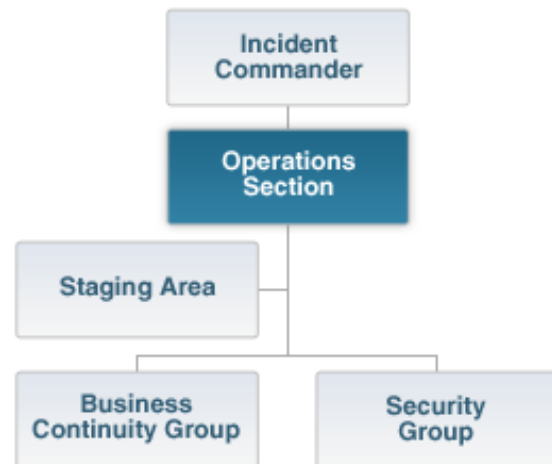 Incident
Commander
Operations
Section
Staging Area
Business
Continuity Group
Security
Group